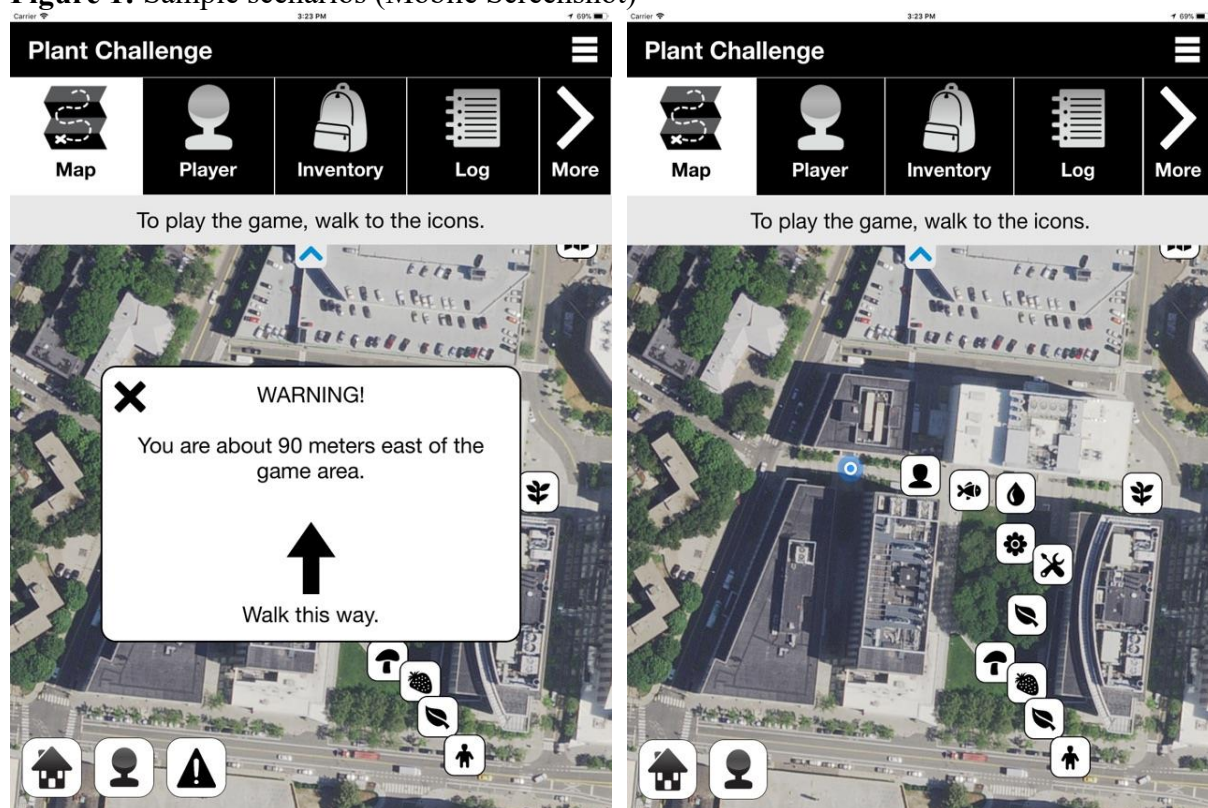 Figure 1: Sample scenarios (Mobile Screenshot)
Carrier 3:23 PM 69%
Plant Challenge
Map Player Inventory Log More
To play the game, walk to the icons.
WARNING!
You are about 90 meters east of the
game area.
Walk this way.
Carrier 3:23 PM 69%
Plant Challenge
Map Player Inventory Log More
To play the game, walk to the icons.